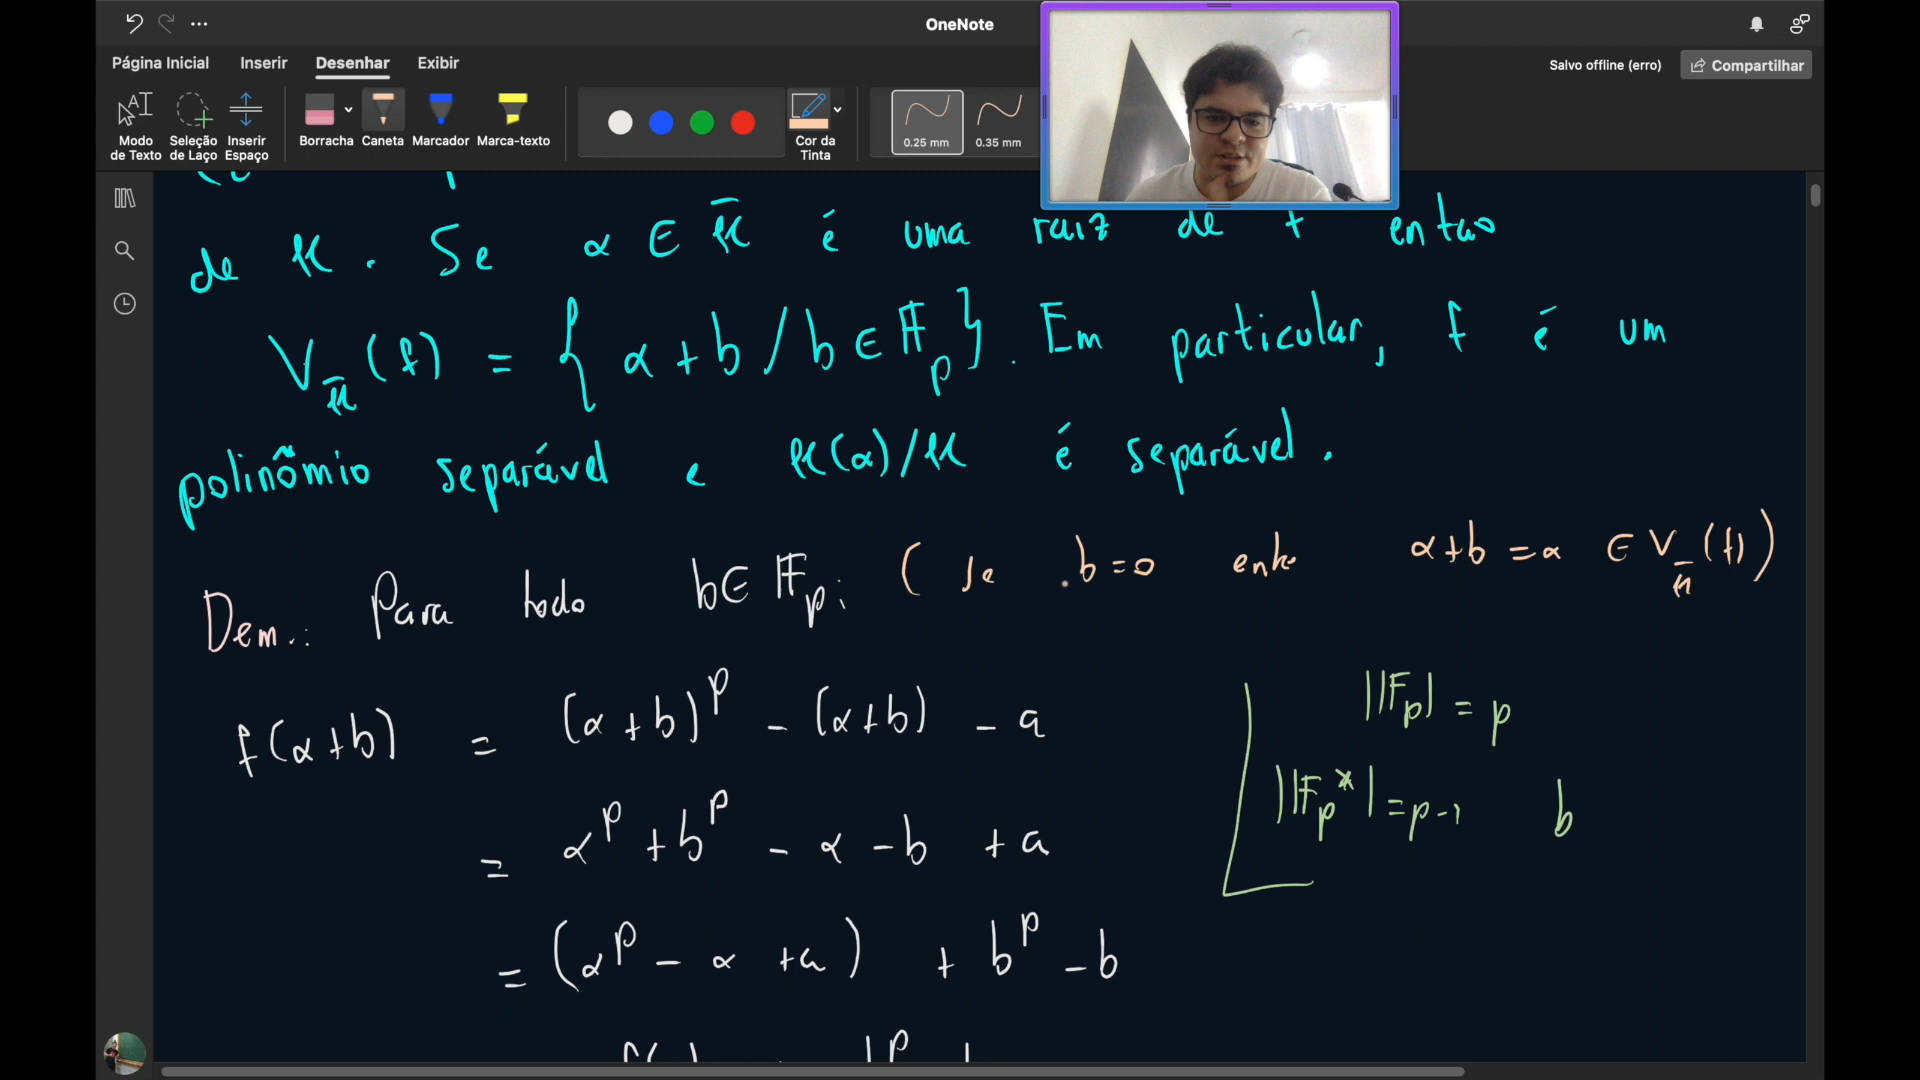 OneNote
Página Inicial Inserir Desenhar Exibir
Salvo offline (erro) Compartilhar
Modo de Texto Seleção de Laço Inserir Espaço Borracha Caneta Marcador Marca-texto Cor da Tinta 0.25 mm 0.35 mm
de K. Se α ∈ K̄ é uma raiz de f entao
V_K̄(f) = { α + b / b ∈ 𝔽_p }. Em particular, f é um
polinômio separável e K(α)/K é separável.
Dem.: Para todo b ∈ 𝔽_p; ( se b = 0 α + b = α ∈ V_K̄(f) )
f(α+b) = (α + b)^p - (α + b) - a
= α^p + b^p - α - b + a
= (α^p - α + a) + b^p - b
|𝔽_p| = p
|𝔽_p*| = p-1 b